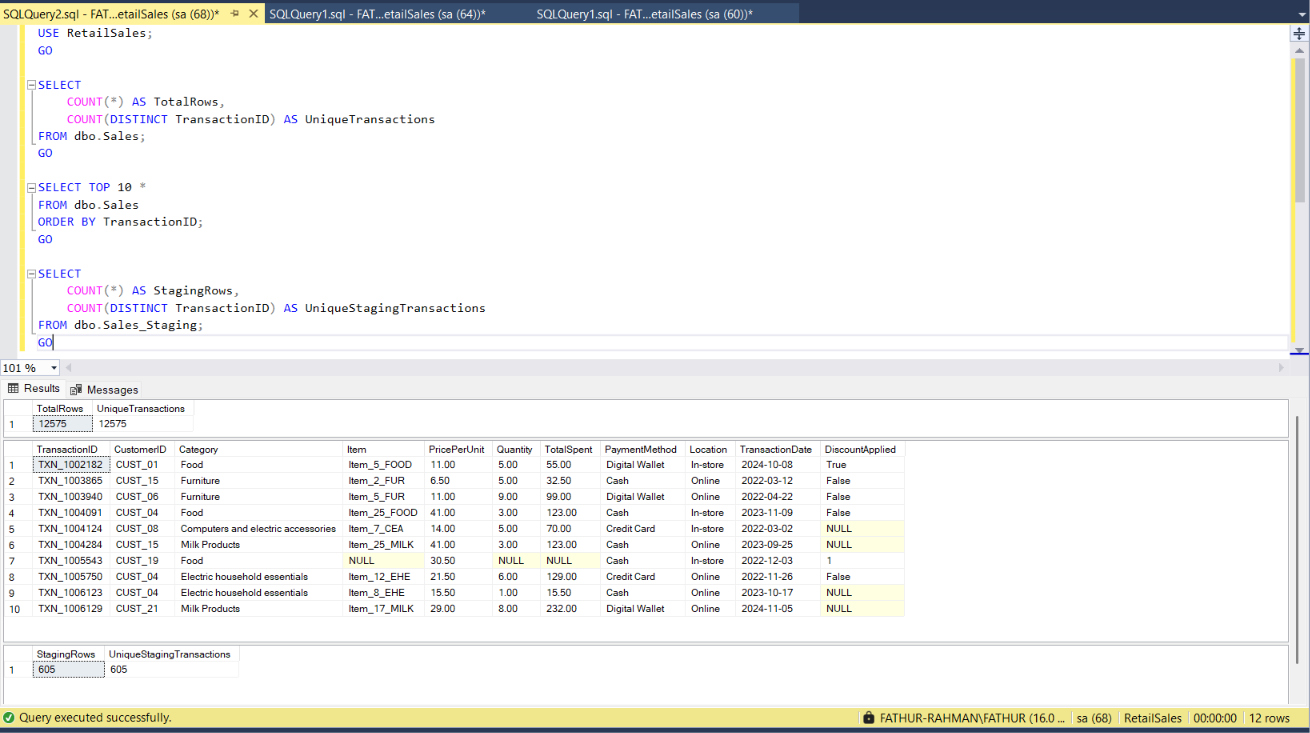 SQLQuery2.sql - FAT...etailSales (sa (68))* SQLQuery1.sql - FAT...etailSales (sa (64))* SQLQuery1.sql - FAT...etailSales (sa (60))*
USE RetailSales;
GO
SELECT
COUNT(*) AS TotalRows,
COUNT(DISTINCT TransactionID) AS UniqueTransactions
FROM dbo.Sales;
GO
SELECT TOP 10 *
FROM dbo.Sales
ORDER BY TransactionID;
GO
SELECT
COUNT(*) AS StagingRows,
COUNT(DISTINCT TransactionID) AS UniqueStagingTransactions
FROM dbo.Sales_Staging;
GO
101 %
Results Messages
TotalRows UniqueTransactions
1 12575 12575
TransactionID CustomerID Category Item PricePerUnit Quantity TotalSpent PaymentMethod Location TransactionDate DiscountApplied
1 TXN_1002182 CUST_01 Food Item_5_FOOD 11.00 5.00 55.00 Digital Wallet In-store 2024-10-08 True
2 TXN_1003865 CUST_15 Furniture Item_2_FUR 6.50 5.00 32.50 Cash Online 2022-03-12 False
3 TXN_1003940 CUST_06 Furniture Item_5_FUR 11.00 9.00 99.00 Digital Wallet Online 2022-04-22 False
4 TXN_1004091 CUST_04 Food Item_25_FOOD 41.00 3.00 123.00 Cash In-store 2023-11-09 False
5 TXN_1004124 CUST_08 Computers and electric accessories Item_7_CEA 14.00 5.00 70.00 Credit Card In-store 2022-03-02 NULL
6 TXN_1004284 CUST_15 Milk Products Item_25_MILK 41.00 3.00 123.00 Cash Online 2023-09-25 NULL
7 TXN_1005543 CUST_19 Food NULL 30.50 NULL NULL Cash In-store 2022-12-03 1
8 TXN_1005750 CUST_04 Electric household essentials Item_12_EHE 21.50 6.00 129.00 Credit Card Online 2022-11-26 False
9 TXN_1006123 CUST_04 Electric household essentials Item_8_EHE 15.50 1.00 15.50 Cash Online 2023-10-17 NULL
10 TXN_1006129 CUST_21 Milk Products Item_17_MILK 29.00 8.00 232.00 Digital Wallet Online 2024-11-05 NULL
StagingRows UniqueStagingTransactions
1 605 605
Query executed successfully. FATHUR-RAHMAN\FATHUR (16.0 ... sa (68) RetailSales 00:00:00 12 rows